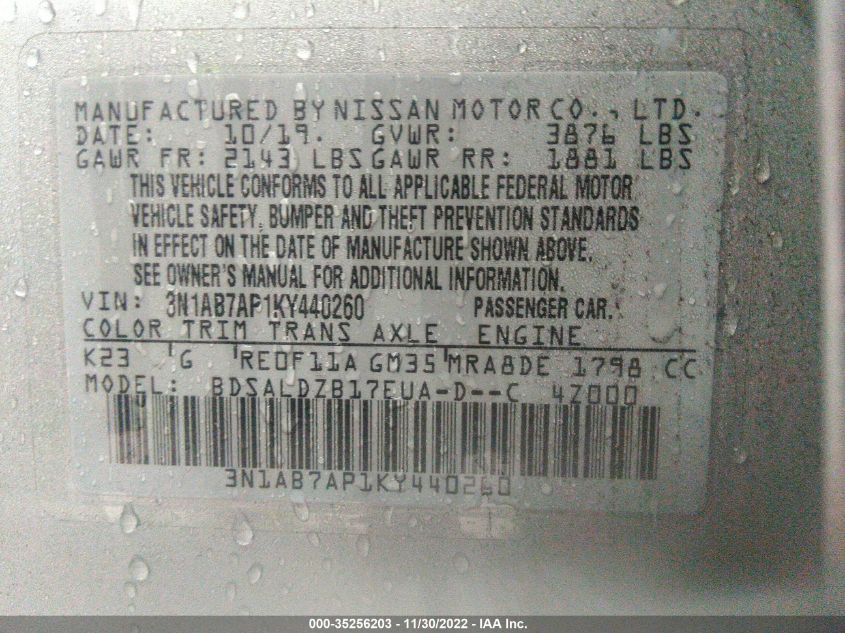 MANUFACTURED BY NISSAN MOTOR CO., LTD.
DATE: 10/19. GVWR: 3876 LBS
GAWR FR: 2143 LBS GAWR RR: 1881 LBS
THIS VEHICLE CONFORMS TO ALL APPLICABLE FEDERAL MOTOR
VEHICLE SAFETY, BUMPER AND THEFT PREVENTION STANDARDS
IN EFFECT ON THE DATE OF MANUFACTURE SHOWN ABOVE.
SEE OWNER'S MANUAL FOR ADDITIONAL INFORMATION.
VIN: 3N1AB7AP1KY440260 PASSENGER CAR.
COLOR TRIM TRANS AXLE ENGINE
K23 G RE0F11A GM35 MRA8DE 1798 CC
MODEL: BDSALDZB17EUA-D--C 4Z000
3N1AB7AP1KY440260
000-35256203 - 11/30/2022 - IAA Inc.